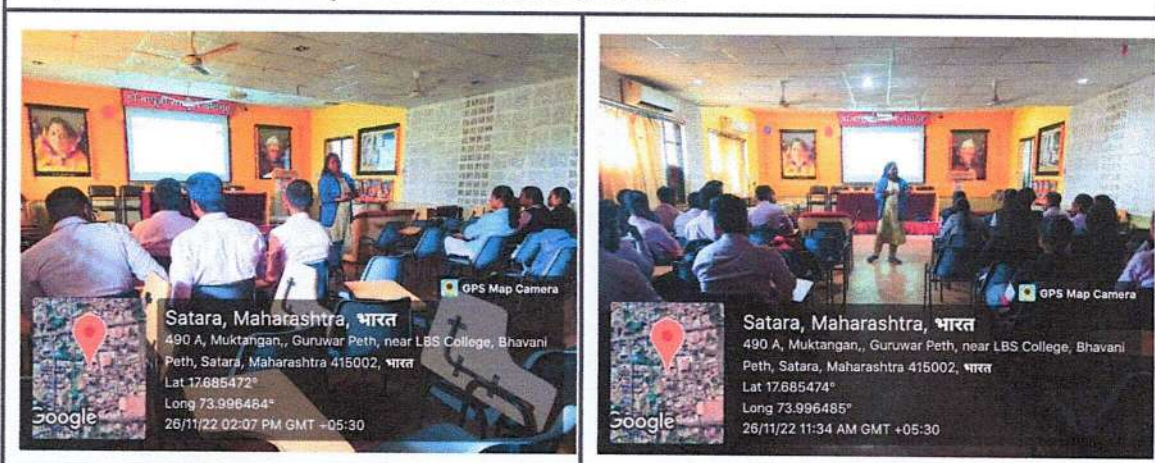 GPS Map Camera
Satara, Maharashtra, भारत
490 A, Muktangan,, Guruwar Peth, near LBS College, Bhavani
Peth, Satara, Maharashtra 415002, भारत
Lat 17.685472°
Long 73.996484°
26/11/22 02:07 PM GMT +05:30
Google
GPS Map Camera
Satara, Maharashtra, भारत
490 A, Muktangan,, Guruwar Peth, near LBS College, Bhavani
Peth, Satara, Maharashtra 415002, भारत
Lat 17.685474°
Long 73.996485°
26/11/22 11:34 AM GMT +05:30
Google